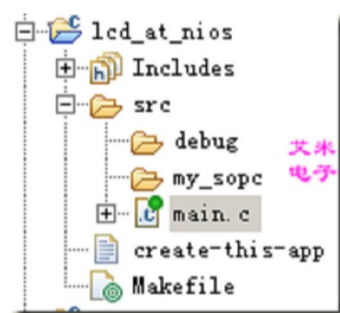 lcd_at_nios
Includes
src
debug
my_sopc
艾米
电子
main.c
create-this-app
Makefile